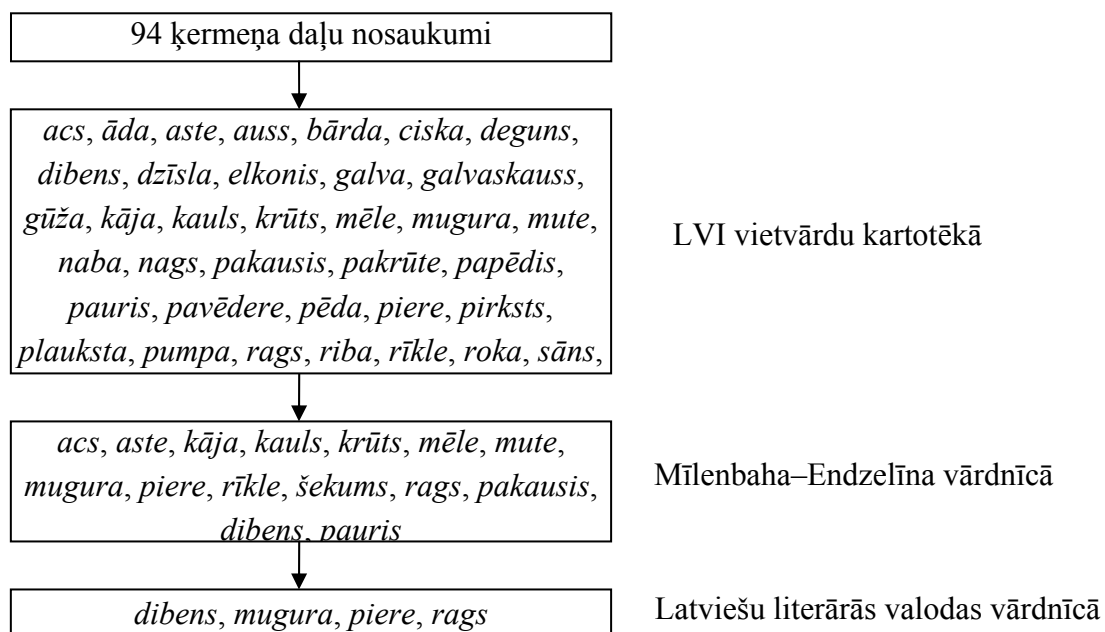 94 ķermeņa daļu nosaukumi
acs, āda, aste, auss, bārda, ciska, deguns,
dibens, dzīsla, elkonis, galva, galvaskauss,
gūža, kāja, kauls, krūts, mēle, mugura, mute,
naba, nags, pakausis, pakrūte, papēdis,
pauris, pavēdere, pēda, piere, pirksts,
plauksta, pumpa, rags, riba, rīkle, roka, sāns,
LVI vietvārdu kartotēkā
acs, aste, kāja, kauls, krūts, mēle, mute,
mugura, piere, rīkle, šekums, rags, pakausis,
dibens, pauris
Mīlenbaha–Endzelīna vārdnīcā
dibens, mugura, piere, rags
Latviešu literārās valodas vārdnīcā